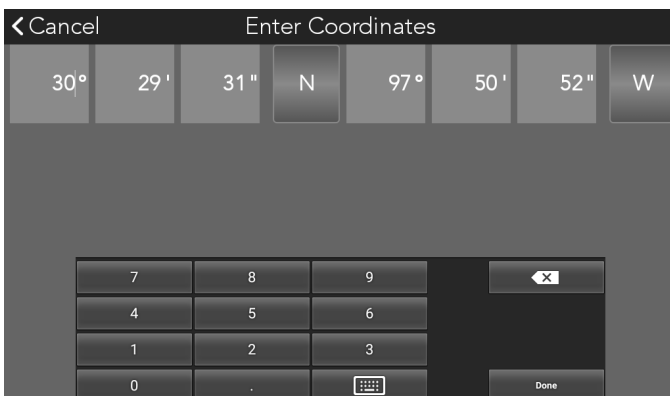 Cancel Enter Coordinates
30° 29' 31" N 97° 50' 52" W
7 8 9
4 5 6
1 2 3
0 . Done